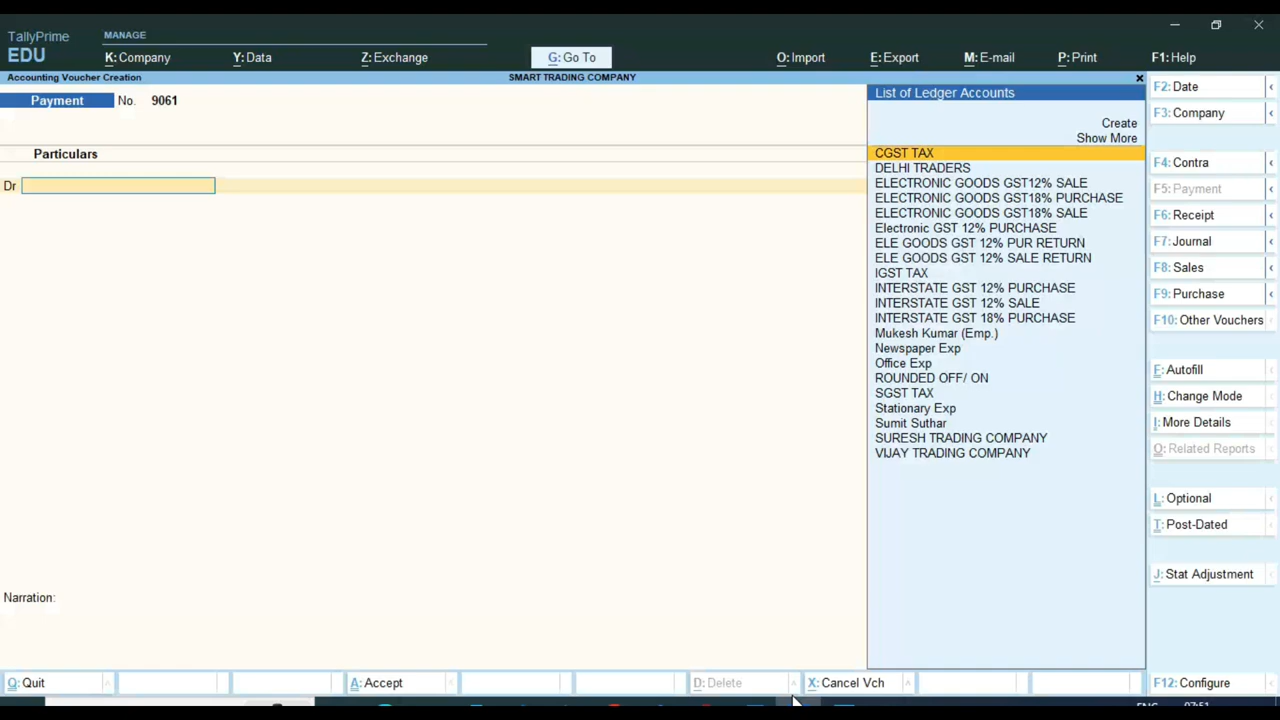 TallyPrime
EDU
MANAGE
K: Company
Y: Data
Z: Exchange
G: Go To
O: Import
E: Export
M: E-mail
P: Print
F1: Help
Accounting Voucher Creation
SMART TRADING COMPANY
Payment No. 9061
Particulars
Dr
List of Ledger Accounts
Create
Show More
CGST TAX
DELHI TRADERS
ELECTRONIC GOODS GST12% SALE
ELECTRONIC GOODS GST18% PURCHASE
ELECTRONIC GOODS GST18% SALE
Electronic GST 12% PURCHASE
ELE GOODS GST 12% PUR RETURN
ELE GOODS GST 12% SALE RETURN
IGST TAX
INTERSTATE GST 12% PURCHASE
INTERSTATE GST 12% SALE
INTERSTATE GST 18% PURCHASE
Mukesh Kumar (Emp.)
Newspaper Exp
Office Exp
ROUNDED OFF/ ON
SGST TAX
Stationary Exp
Sumit Suthar
SURESH TRADING COMPANY
VIJAY TRADING COMPANY
F2: Date
F3: Company
F4: Contra
F5: Payment
F6: Receipt
F7: Journal
F8: Sales
F9: Purchase
F10: Other Vouchers
F: Autofill
H: Change Mode
I: More Details
O: Related Reports
L: Optional
T: Post-Dated
J: Stat Adjustment
Narration:
Q: Quit
A: Accept
D: Delete
X: Cancel Vch
F12: Configure
ENG
07:51